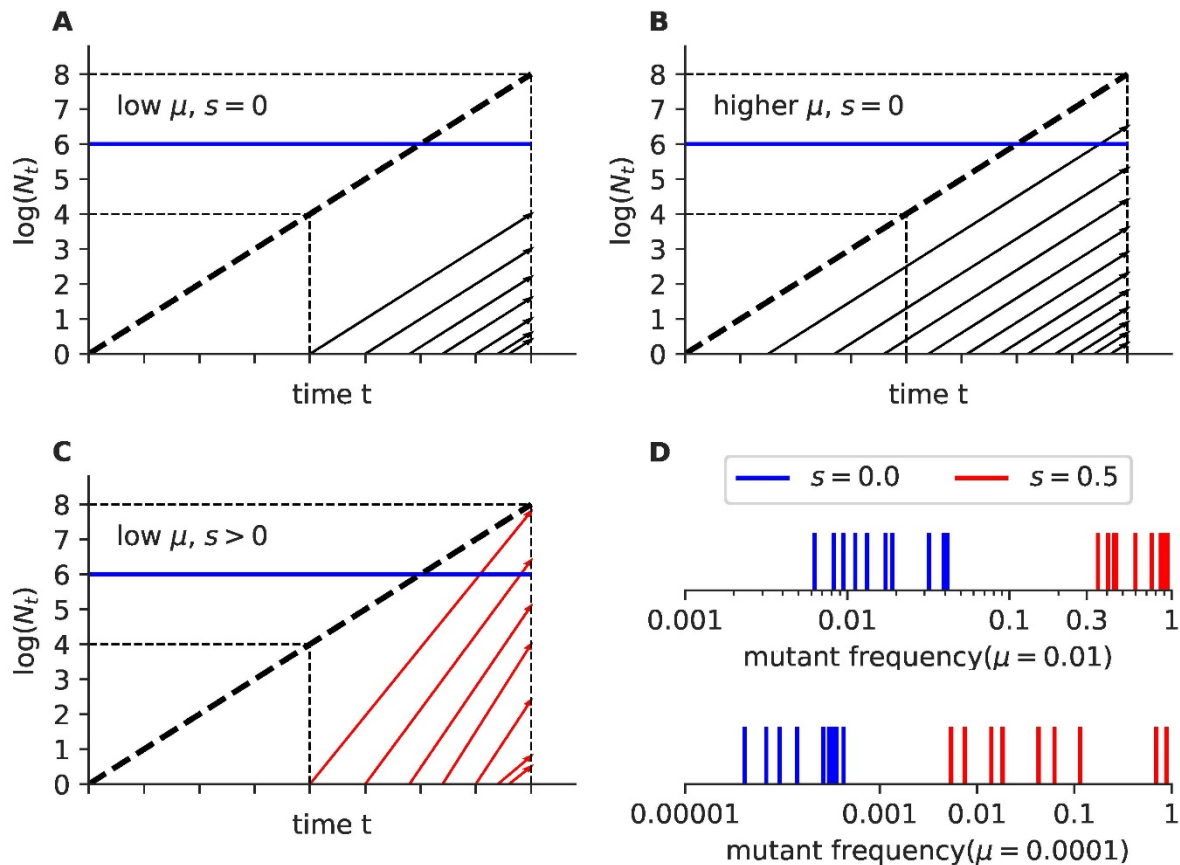 A
log(N_t)
8
7
6
5
4
3
2
1
0
low μ, s = 0
time t
B
log(N_t)
8
7
6
5
4
3
2
1
0
higher μ, s = 0
time t
C
log(N_t)
8
7
6
5
4
3
2
1
0
low μ, s > 0
time t
D
s = 0.0 s = 0.5
0.001 0.01 0.1 0.3 1
mutant frequency(μ = 0.01)
0.00001 0.001 0.01 0.1 1
mutant frequency(μ = 0.0001)